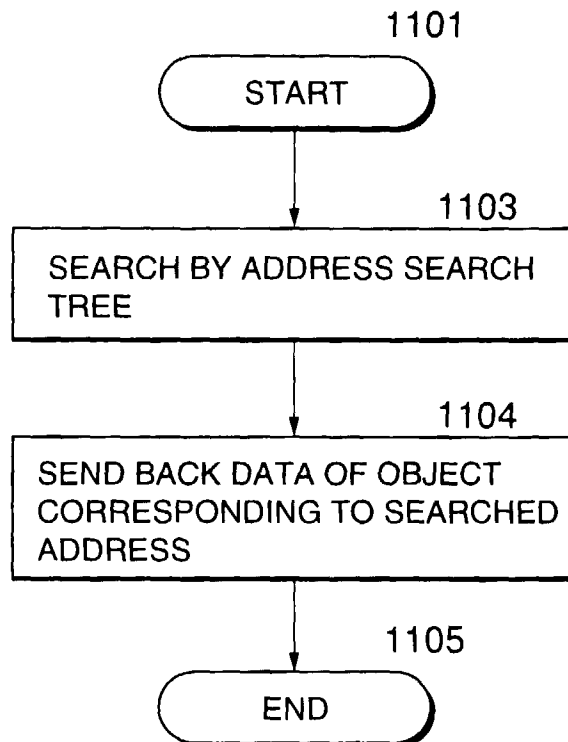 1101
START
1103
SEARCH BY ADDRESS SEARCH
TREE
1104
SEND BACK DATA OF OBJECT
CORRESPONDING TO SEARCHED
ADDRESS
1105
END